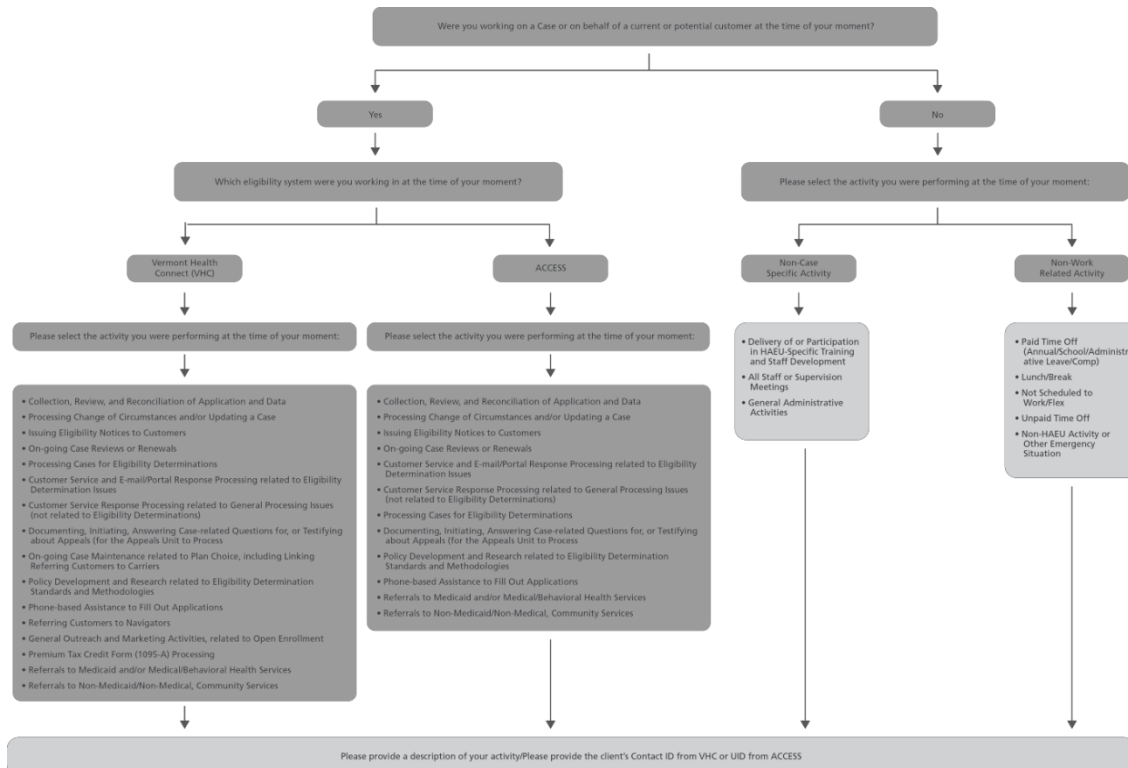 Were you working on a Case or on behalf of a current or potential customer at the time of your moment?
Yes
No
Which eligibility system were you working in at the time of your moment?
Please select the activity you were performing at the time of your moment:
Vermont Health
Connect (VHC)
ACCESS
Non-Case
Specific Activity
Non-Work
Related Activity
Please select the activity you were performing at the time of your moment:
Please select the activity you were performing at the time of your moment:
• Collection, Review, and Reconciliation of Application and Data
• Processing Change of Circumstances and/or Updating a Case
• Issuing Eligibility Notices to Customers
• On-going Case Reviews or Renewals
• Processing Cases for Eligibility Determinations
• Customer Service and E-mail/Portal Response Processing related to Eligibility
Determination Issues
• Customer Service Response Processing related to General Processing Issues
(not related to Eligibility Determinations)
• Documenting, Initiating, Answering Case-related Questions for, or Testifying
about Appeals (for the Appeals Unit to Process
• On-going Case Maintenance related to Plan Choice, including Linking
Referring Customers to Carriers
• Policy Development and Research related to Eligibility Determination
Standards and Methodologies
• Phone-based Assistance to Fill Out Applications
• Referring Customers to Navigators
• General Outreach and Marketing Activities, related to Open Enrollment
• Premium Tax Credit Form (1095-A) Processing
• Referrals to Medicaid and/or Medical/Behavioral Health Services
• Referrals to Non-Medicaid/Non-Medical, Community Services
• Collection, Review, and Reconciliation of Application and Data
• Processing Change of Circumstances and/or Updating a Case
• Issuing Eligibility Notices to Customers
• On-going Case Reviews or Renewals
• Customer Service and E-mail/Portal Response Processing related to Eligibility
Determination Issues
• Customer Service Response Processing related to General Processing Issues
(not related to Eligibility Determinations)
• Processing Cases for Eligibility Determinations
• Documenting, Initiating, Answering Case-related Questions for, or Testifying
about Appeals (for the Appeals Unit to Process
• Policy Development and Research related to Eligibility Determination
Standards and Methodologies
• Phone-based Assistance to Fill Out Applications
• Referrals to Medicaid and/or Medical/Behavioral Health Services
• Referrals to Non-Medicaid/Non-Medical, Community Services
• Delivery of or Participation
in HAEU-Specific Training
and Staff Development
• All Staff or Supervision
Meetings
• General Administrative
Activities
• Paid Time Off
(Annual/School/Administr
ative Leave/Comp)
• Lunch/Break
• Not Scheduled to
Work/Flex
• Unpaid Time Off
• Non-HAEU Activity or
Other Emergency
Situation
Please provide a description of your activity/Please provide the client's Contact ID from VHC or UID from ACCESS